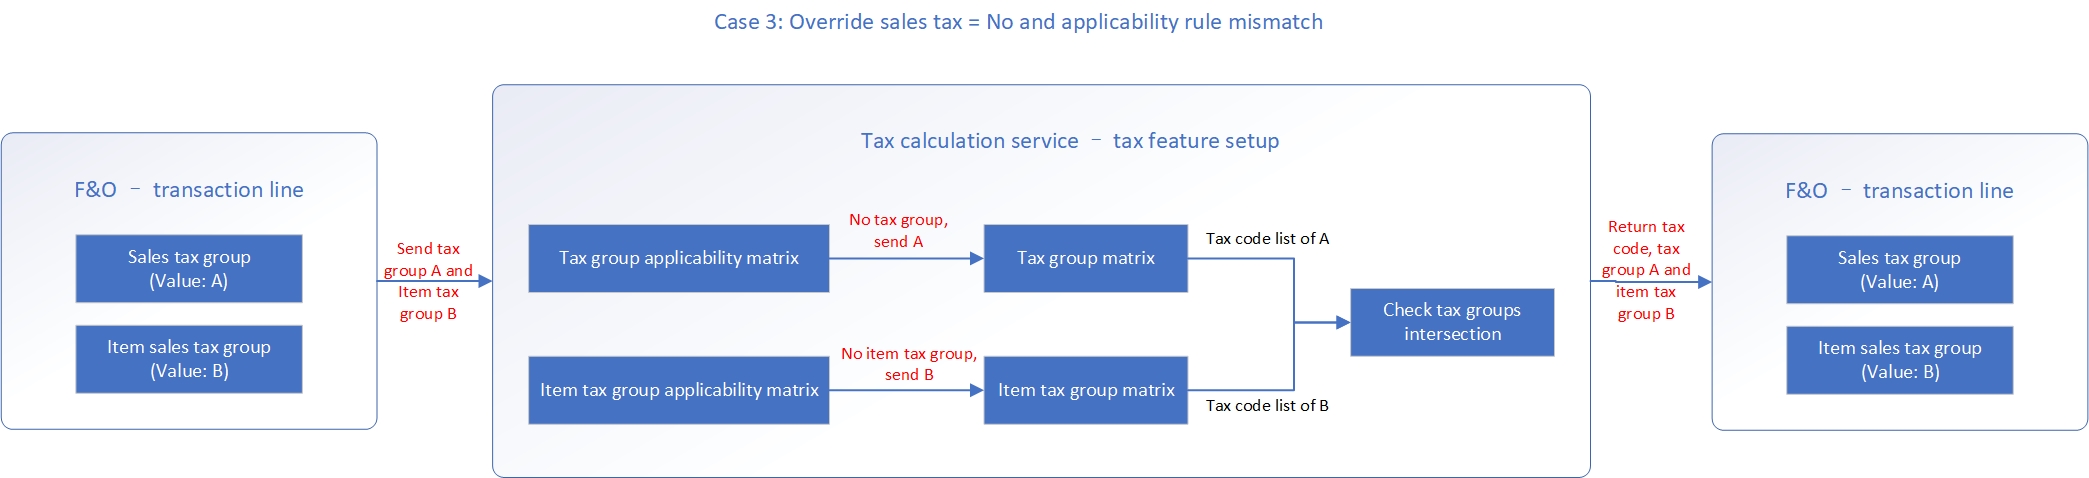 Case 3: Override sales tax = No and applicability rule mismatch
F&O – transaction line
Sales tax group
(Value: A)
Item sales tax group
(Value: B)
Send tax
group A and
Item tax
group B
Tax calculation service – tax feature setup
Tax group applicability matrix
No tax group,
send A
Tax group matrix
Tax code list of A
Item tax group applicability matrix
No item tax group,
send B
Item tax group matrix
Tax code list of B
Check tax groups
intersection
Return tax
code, tax
group A and
item tax
group B
F&O – transaction line
Sales tax group
(Value: A)
Item sales tax group
(Value: B)